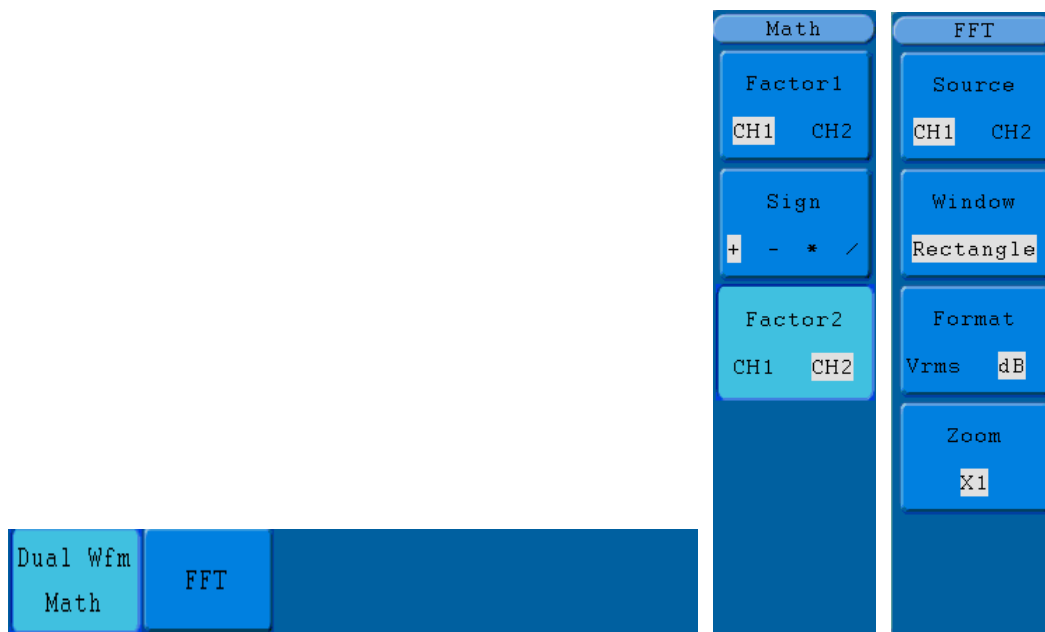 Math
Factor1
CH1 CH2
Sign
+ - * /
Factor2
CH1 CH2
FFT
Source
CH1 CH2
Window
Rectangle
Format
Vrms dB
Zoom
X1
Dual Wfm
Math
FFT